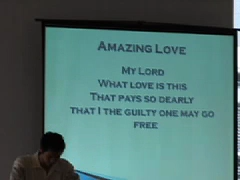 Amazing Love
My Lord
What love is this
That pays so dearly
that I the guilty one may go
free